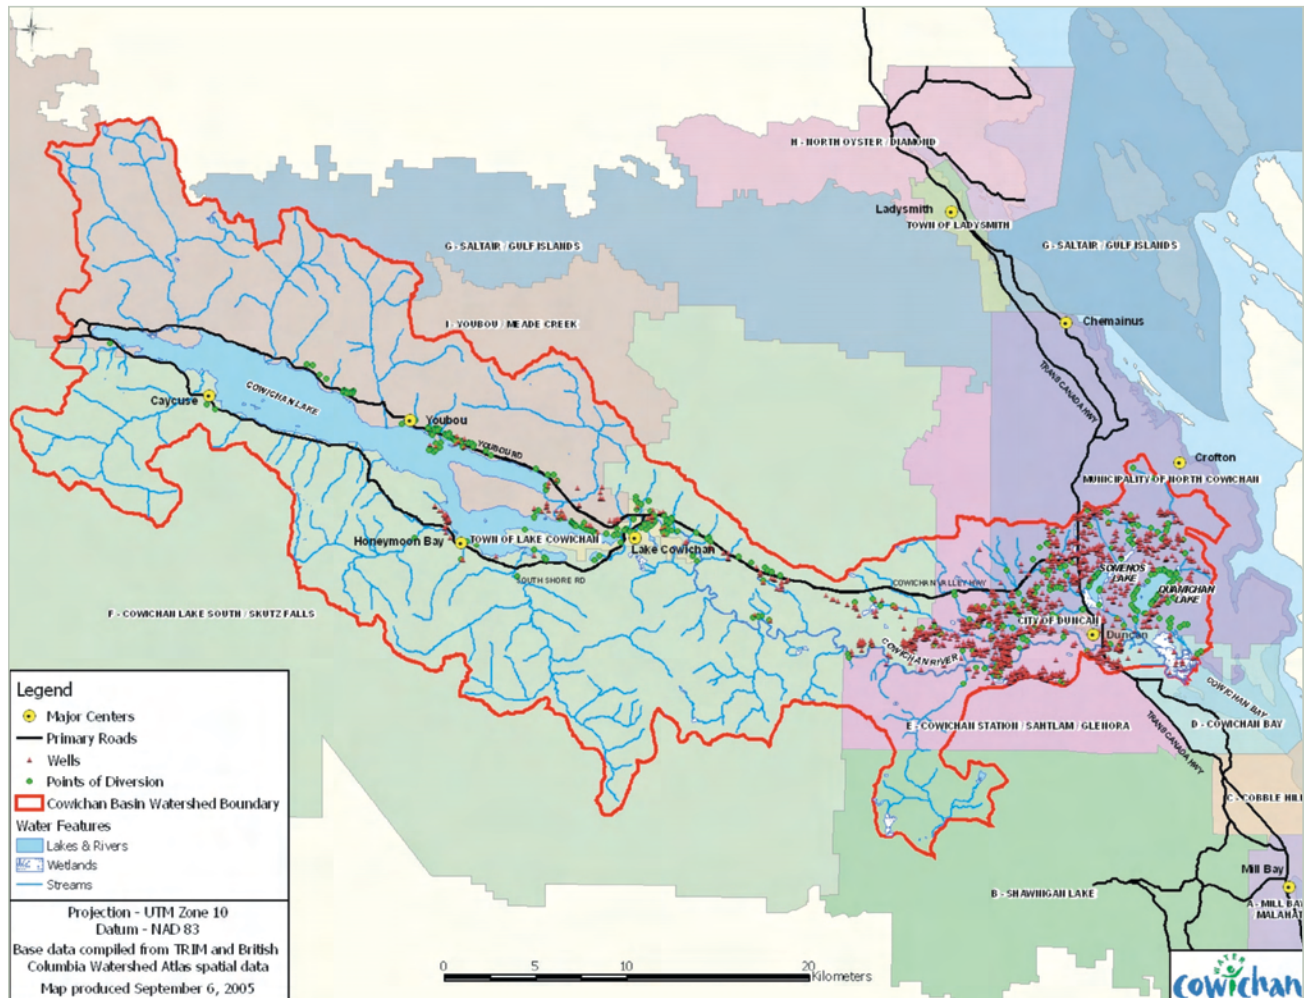 H - NORTH OYSTER / DIAMOND
Ladysmith
TOWN OF LADYSMITH
G - SALTAIR / GULF ISLANDS
G - SALTAIR / GULF ISLANDS
I - YOUBOU / MEADE CREEK
Chemainus
TRANS CANADA HWY
COWICHAN LAKE
Caycuse
Youbou
YOUBOU RD
Crofton
MUNICIPALITY OF NORTH COWICHAN
Honeymoon Bay
TOWN OF LAKE COWICHAN
Lake Cowichan
SOUTH SHORE RD
COWICHAN VALLEY HWY
SOMENOS
LAKE
QUAMICHAN
LAKE
F - COWICHAN LAKE SOUTH / SKUTZ FALLS
CITY OF DUNCAN
Duncan
COWICHAN RIVER
COWICHAN BAY
E - COWICHAN STATION / SAHTLAM / GLENORA
D - COWICHAN BAY
TRANS CANADA HWY
C - COBBLE HILL
Mill Bay
B - SHAWNIGAN LAKE
A - MILL BAY
MALAHAT
Legend
Major Centers
Primary Roads
Wells
Points of Diversion
Cowichan Basin Watershed Boundary
Water Features
Lakes & Rivers
Wetlands
Streams
Projection - UTM Zone 10
Datum - NAD 83
Base data compiled from TRIM and British
Columbia Watershed Atlas spatial data
Map produced September 6, 2005
0 5 10 20
Kilometers
WATER
cowichan